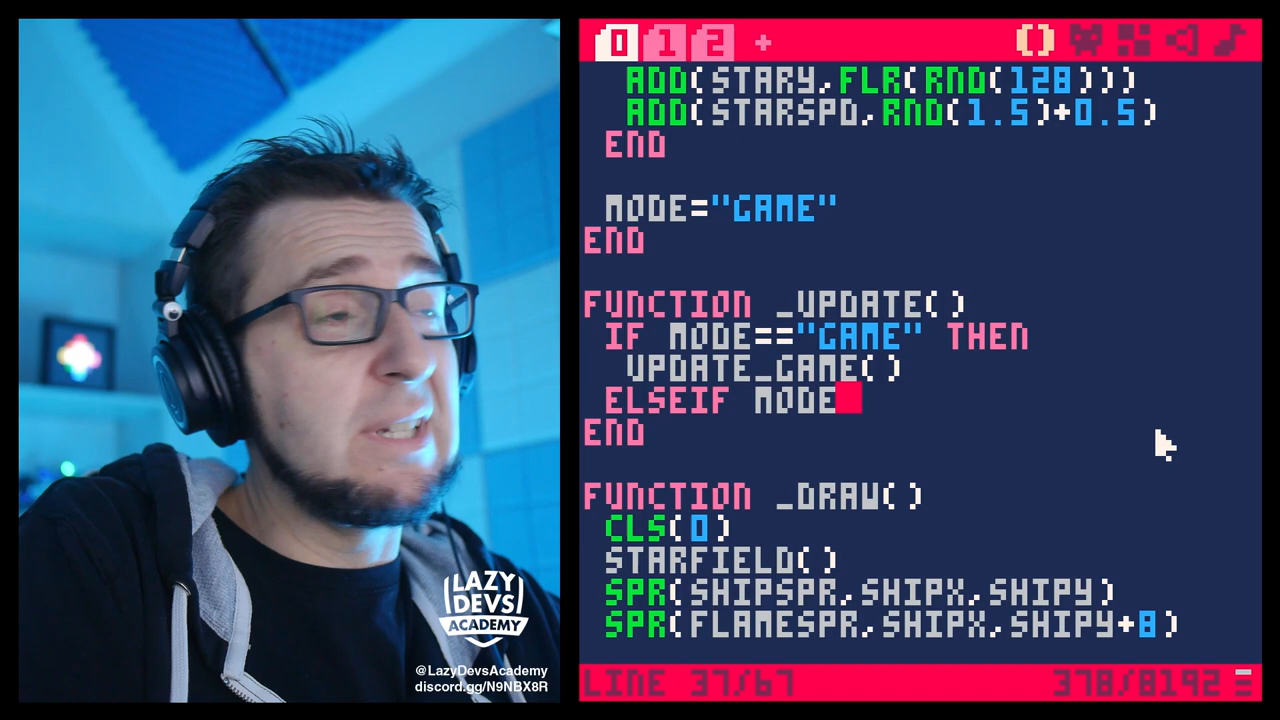 0 1 2 +
ADD(STARY,FLR(RND(128)))
ADD(STARSPD,RND(1.5)+0.5)
END
MODE="GAME"
END
FUNCTION _UPDATE()
IF MODE=="GAME" THEN
UPDATE_GAME()
ELSEIF MODE
END
FUNCTION _DRAW()
CLS(0)
STARFIELD()
SPR(SHIPSPR,SHIPX,SHIPY)
SPR(FLAMESPR,SHIPX,SHIPY+8)
LINE 37/67 378/8192
LAZY
DEVS
ACADEMY
@LazyDevsAcademy
discord.gg/N9NBX8R